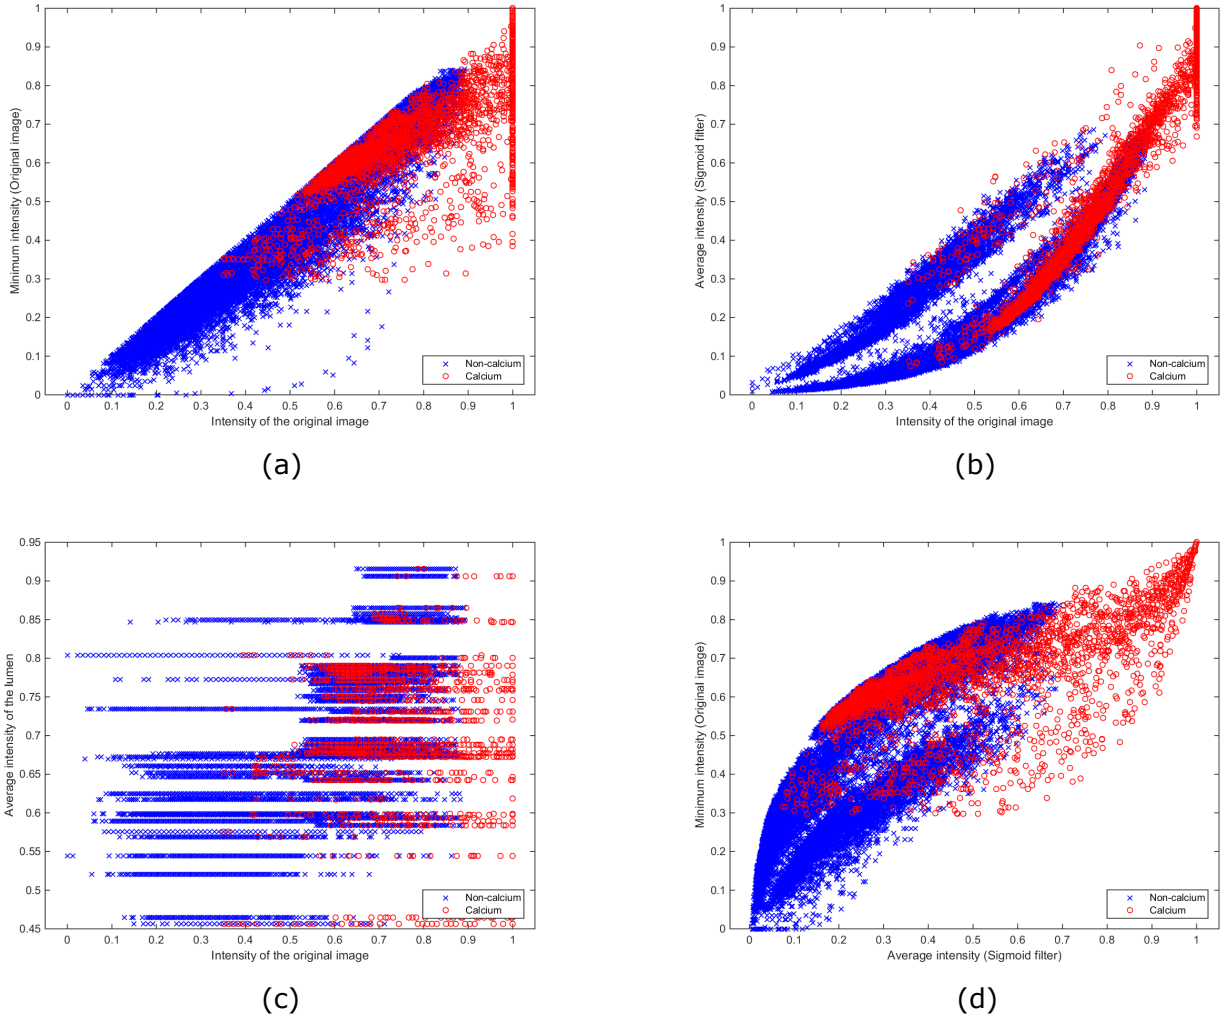 1
0.9
0.8
0.7
0.6
0.5
0.4
0.3
0.2
0.1
0
Minimum intensity (Original image)
0 0.1 0.2 0.3 0.4 0.5 0.6 0.7 0.8 0.9 1
Intensity of the original image
Non-calcium
Calcium
(a)
1
0.9
0.8
0.7
0.6
0.5
0.4
0.3
0.2
0.1
0
Average intensity (Sigmoid filter)
0 0.1 0.2 0.3 0.4 0.5 0.6 0.7 0.8 0.9 1
Intensity of the original image
Non-calcium
Calcium
(b)
0.95
0.9
0.85
0.8
0.75
0.7
0.65
0.6
0.55
0.5
0.45
Average intensity of the lumen
0 0.1 0.2 0.3 0.4 0.5 0.6 0.7 0.8 0.9 1
Intensity of the original image
Non-calcium
Calcium
(c)
1
0.9
0.8
0.7
0.6
0.5
0.4
0.3
0.2
0.1
0
Minimum intensity (Original image)
0 0.1 0.2 0.3 0.4 0.5 0.6 0.7 0.8 0.9 1
Average intensity (Sigmoid filter)
Non-calcium
Calcium
(d)